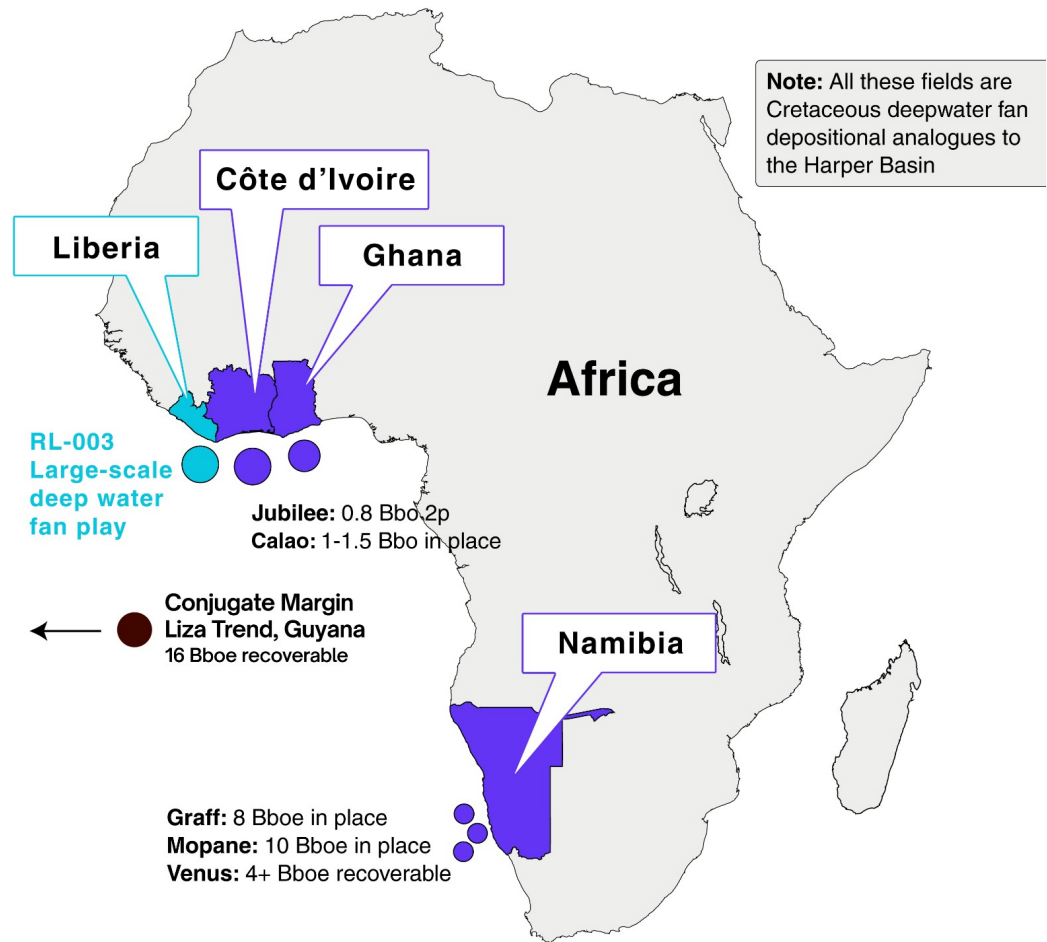 Note: All these fields are
Cretaceous deepwater fan
depositional analogues to
the Harper Basin
Côte d’Ivoire
Liberia
Ghana
Africa
RL-003
Large-scale
deep water
fan play
Jubilee: 0.8 Bbo 2p
Calao: 1-1.5 Bbo in place
Conjugate Margin
Liza Trend, Guyana
16 Bboe recoverable
Namibia
Graff: 8 Bboe in place
Mopane: 10 Bboe in place
Venus: 4+ Bboe recoverable